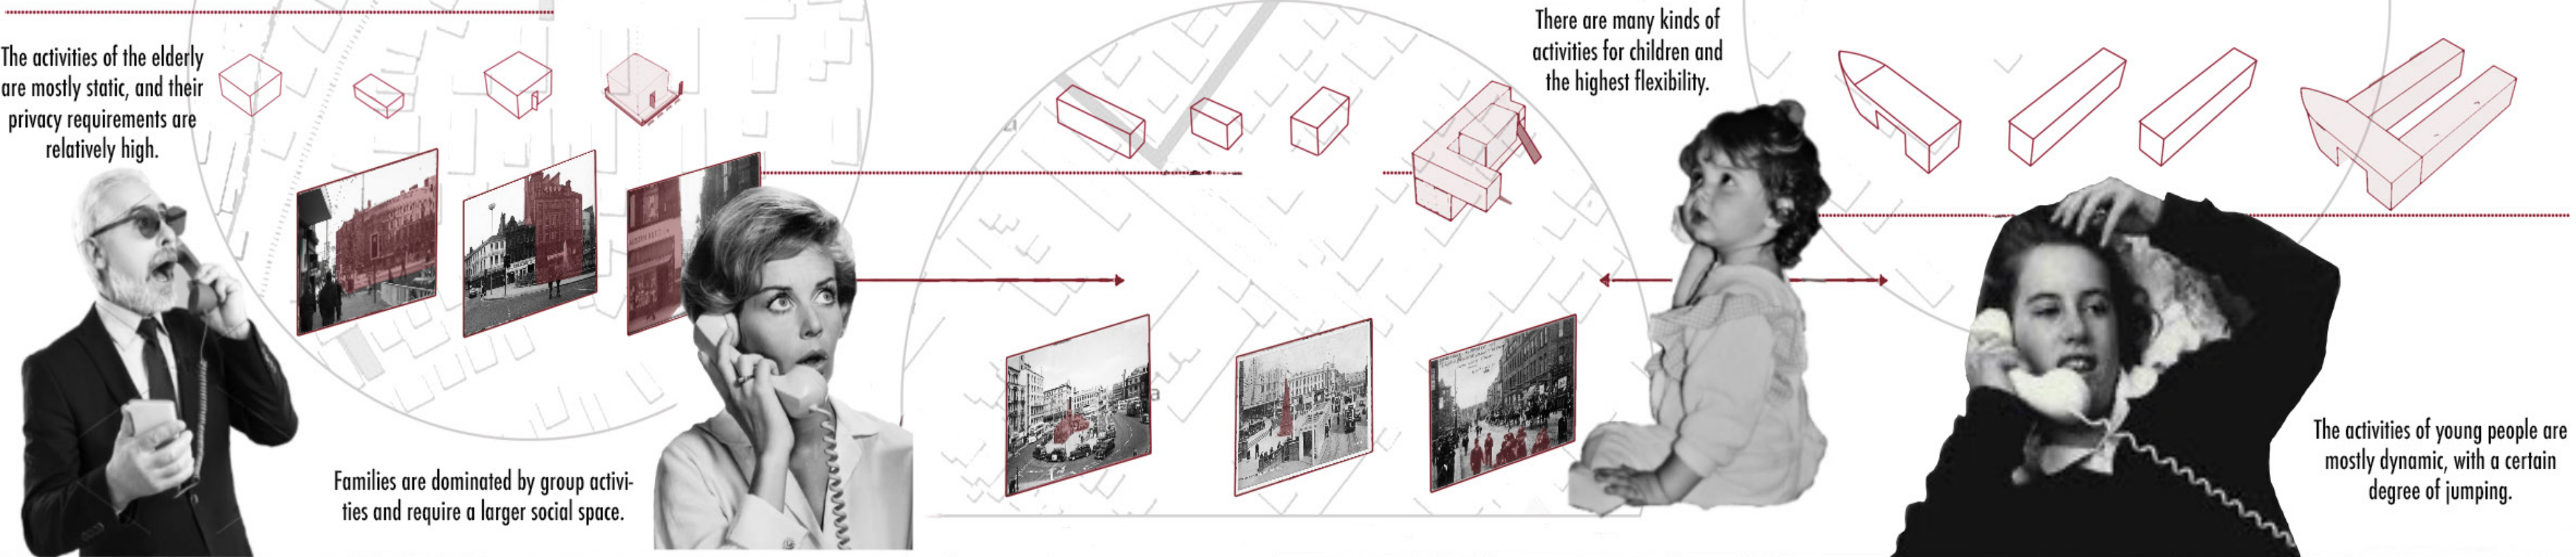 The activities of the elderly
are mostly static, and their
privacy requirements are
relatively high.
Families are dominated by group activi-
ties and require a larger social space.
There are many kinds of
activities for children and
the highest flexibility.
The activities of young people are
mostly dynamic, with a certain
degree of jumping.